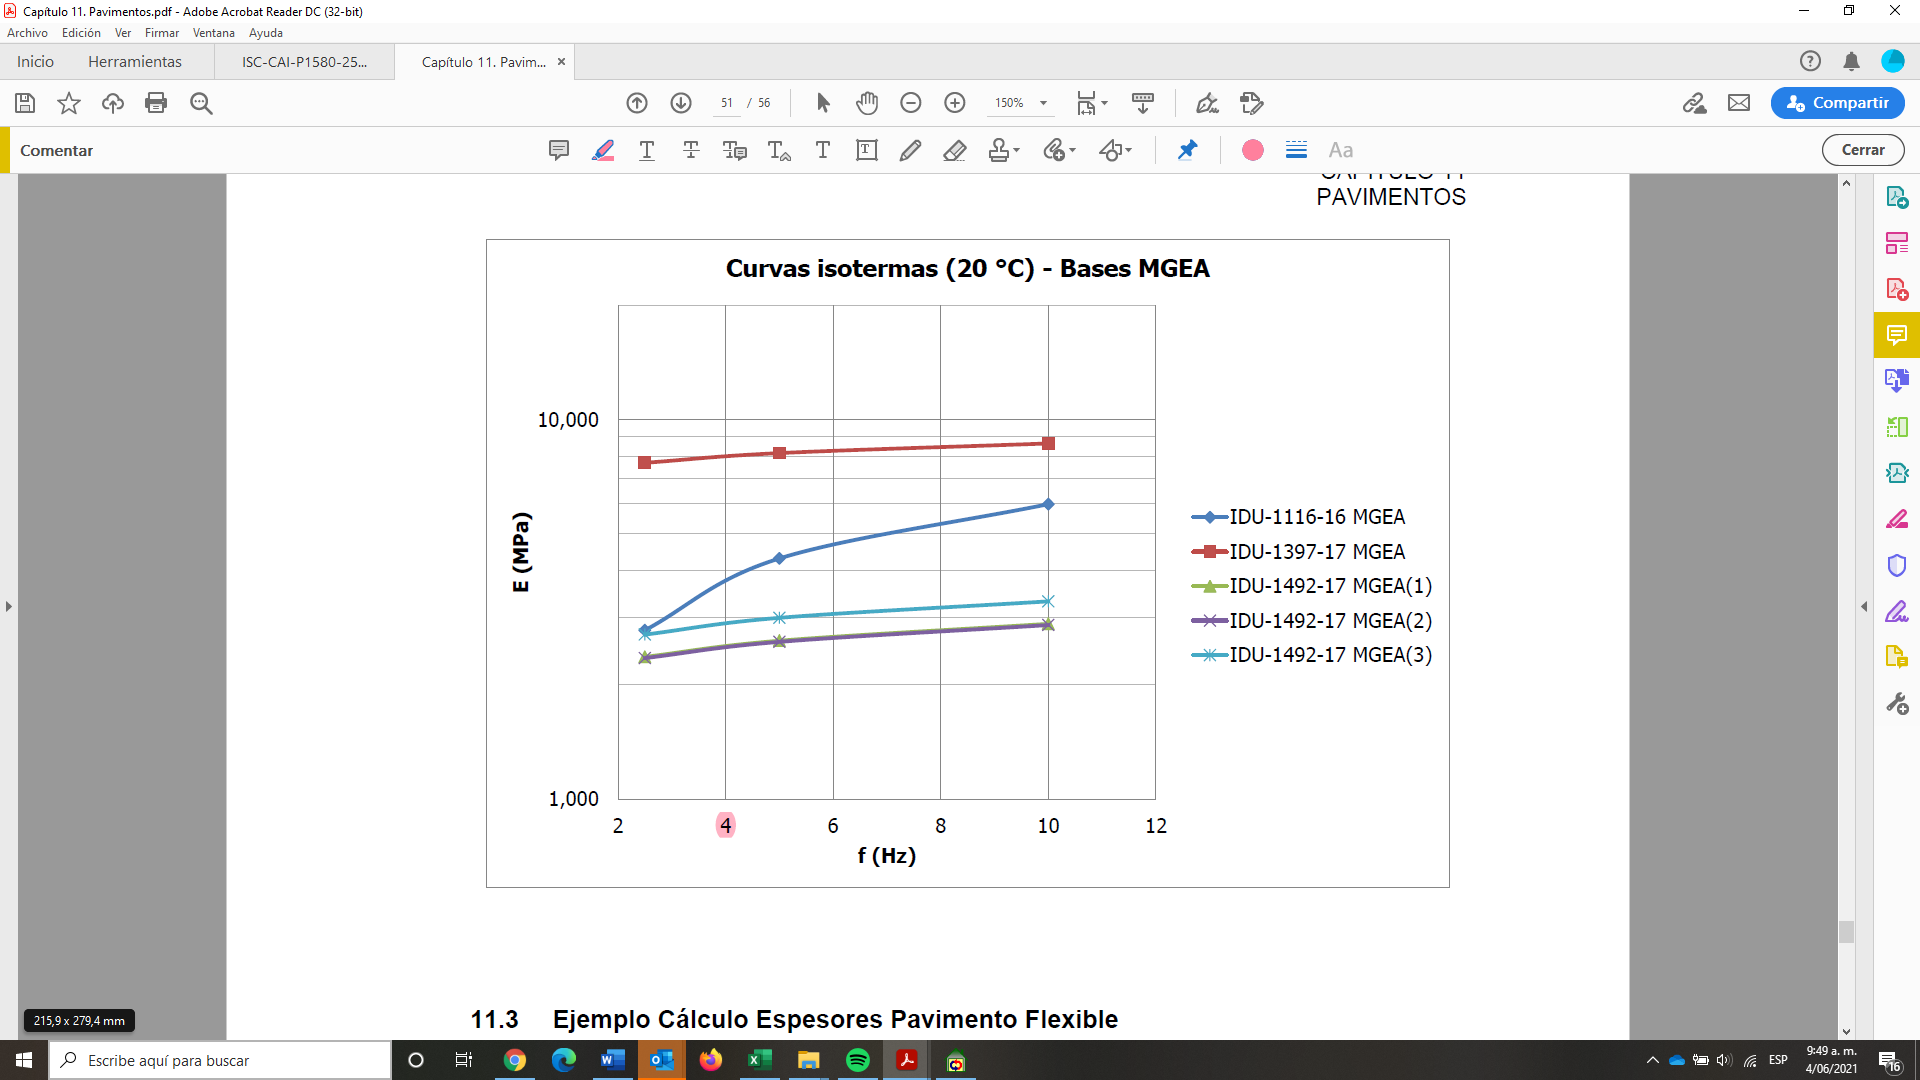 Capítulo 11. Pavimentos.pdf - Adobe Acrobat Reader DC (32-bit)
Archivo Edición Ver Firmar Ventana Ayuda
Inicio Herramientas ISC-CAI-P1580-25... Capítulo 11. Pavim... ×
51 / 56 150% Compartir
Comentar Aa Cerrar
CAPÍTULO 11
PAVIMENTOS
Curvas isotermas (20 °C) - Bases MGEA
10,000
1,000
E (MPa)
2 4 6 8 10 12
f (Hz)
IDU-1116-16 MGEA
IDU-1397-17 MGEA
IDU-1492-17 MGEA(1)
IDU-1492-17 MGEA(2)
IDU-1492-17 MGEA(3)
11.3 Ejemplo Cálculo Espesores Pavimento Flexible
215,9 x 279,4 mm
Escribe aquí para buscar
ESP
9:49 a. m.
4/06/2021
16